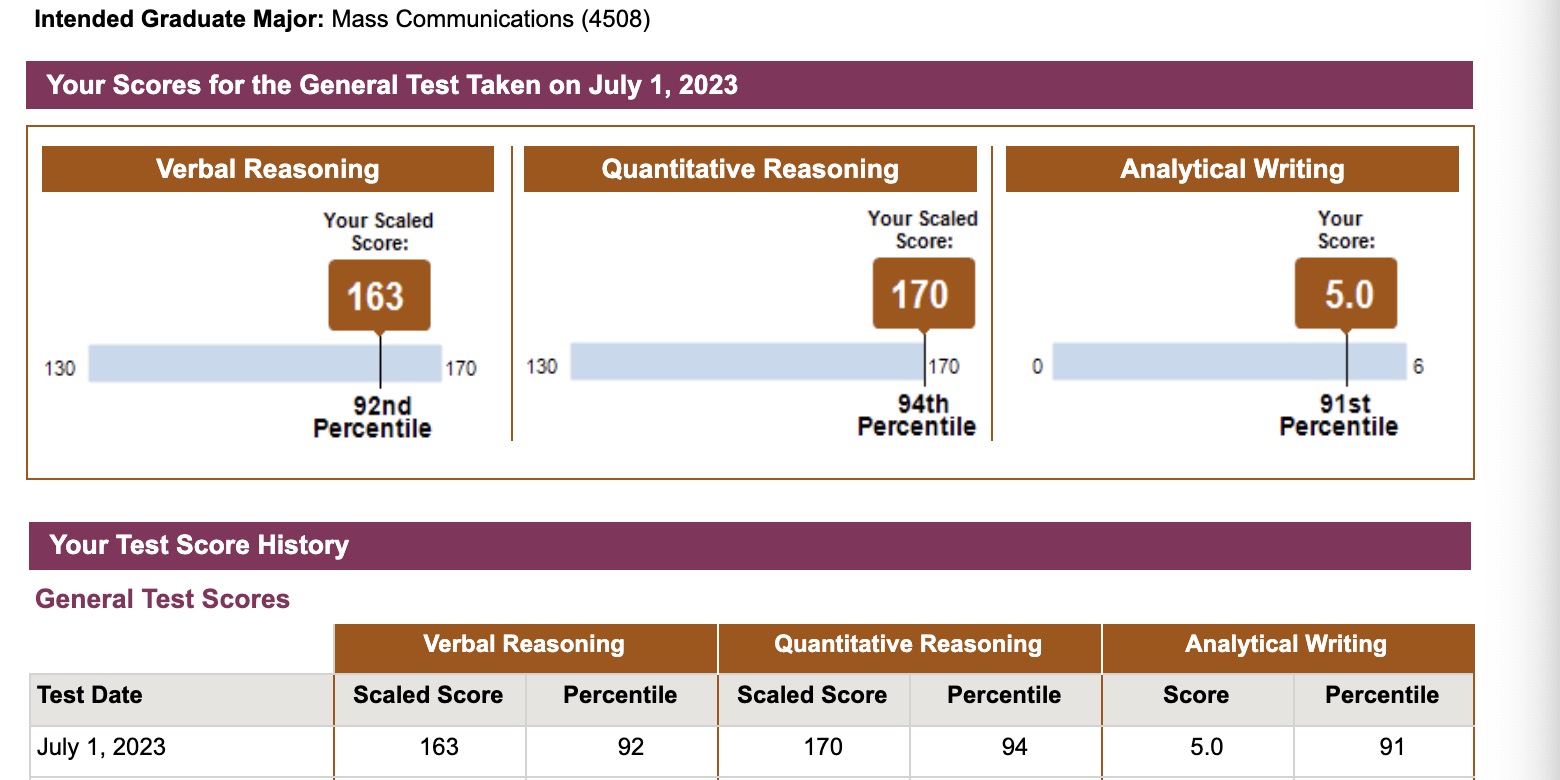 Intended Graduate Major: Mass Communications (4508)
Your Scores for the General Test Taken on July 1, 2023
Verbal Reasoning
Your Scaled
Score:
163
130
170
92nd
Percentile
Quantitative Reasoning
Your Scaled
Score:
170
130
170
94th
Percentile
Analytical Writing
Your
Score:
5.0
0
6
91st
Percentile
Your Test Score History
General Test Scores
Verbal Reasoning Quantitative Reasoning Analytical Writing
Test Date Scaled Score Percentile Scaled Score Percentile Score Percentile
July 1, 2023 163 92 170 94 5.0 91